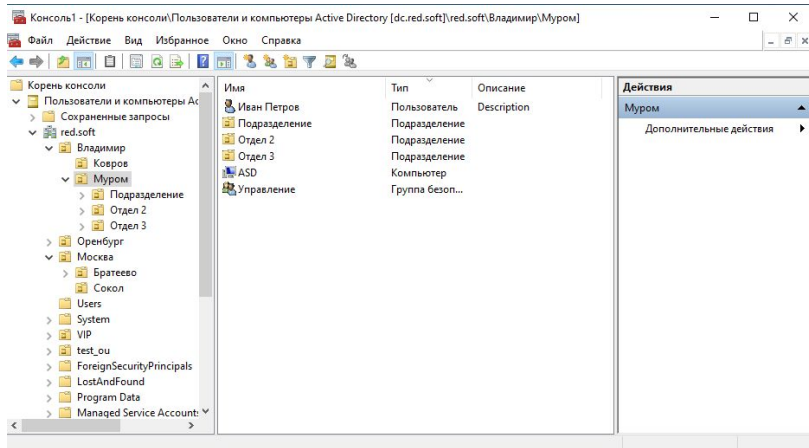 Консоль1 - [Корень консоли\Пользователи и компьютеры Active Directory [dc.red.soft]\red.soft\Владимир\Муром]
Файл Действие Вид Избранное Окно Справка
Корень консоли
Пользователи и компьютеры Ac
Сохраненные запросы
red.soft
Владимир
Ковров
Муром
Подразделение
Отдел 2
Отдел 3
Оренбург
Москва
Братеево
Сокол
Users
System
VIP
test_ou
ForeignSecurityPrincipals
LostAndFound
Program Data
Managed Service Accounts
Имя Тип Описание
Иван Петров Пользователь Description
Подразделение Подразделение
Отдел 2 Подразделение
Отдел 3 Подразделение
ASD Компьютер
Управление Группа безоп...
Действия
Муром
Дополнительные действия